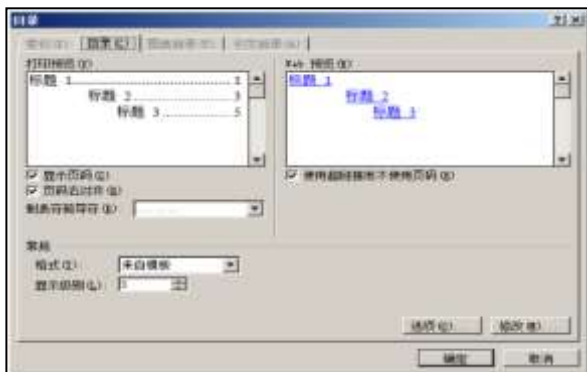 目录
索引(X) 目录(C) 图表目录(F) 引文目录(A)
打印预览(V)
标题 1 1
标题 2 3
标题 3 5
Web 预览(W)
标题 1
标题 2
标题 3
显示页码(S)
页码右对齐(R)
使用超链接而不使用页码(H)
制表符前导符(B)
常规
格式(T): 来自模板
显示级别(L): 3
选项(O)... 修改(M)...
确定 取消